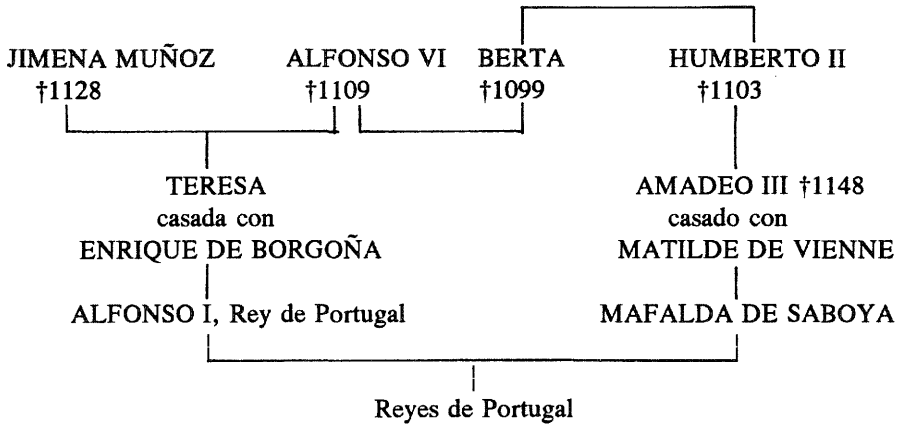 JIMENA MUÑOZ ALFONSO VI BERTA HUMBERTO II
†1128 †1109 †1099 †1103
TERESA AMADEO III †1148
casada con casado con
ENRIQUE DE BORGOÑA MATILDE DE VIENNE
ALFONSO I, Rey de Portugal MAFALDA DE SABOYA
Reyes de Portugal